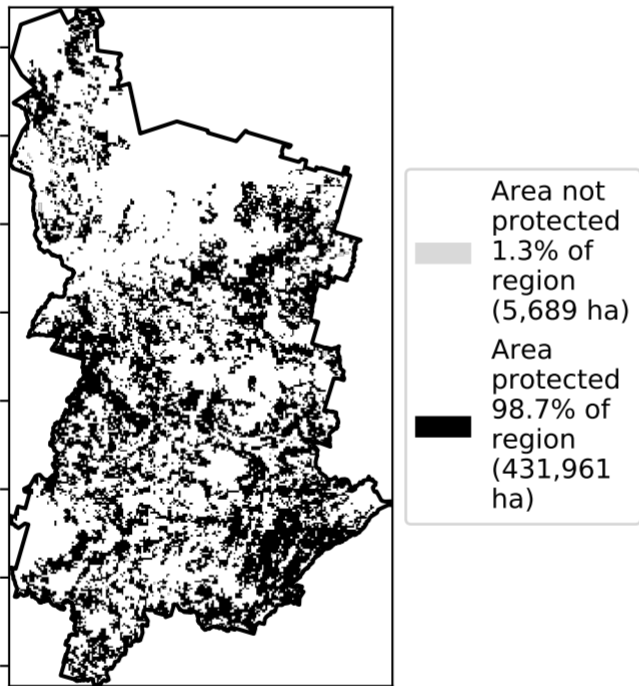 Area not
protected
1.3% of
region
(5,689 ha)
Area
protected
98.7% of
region
(431,961
ha)